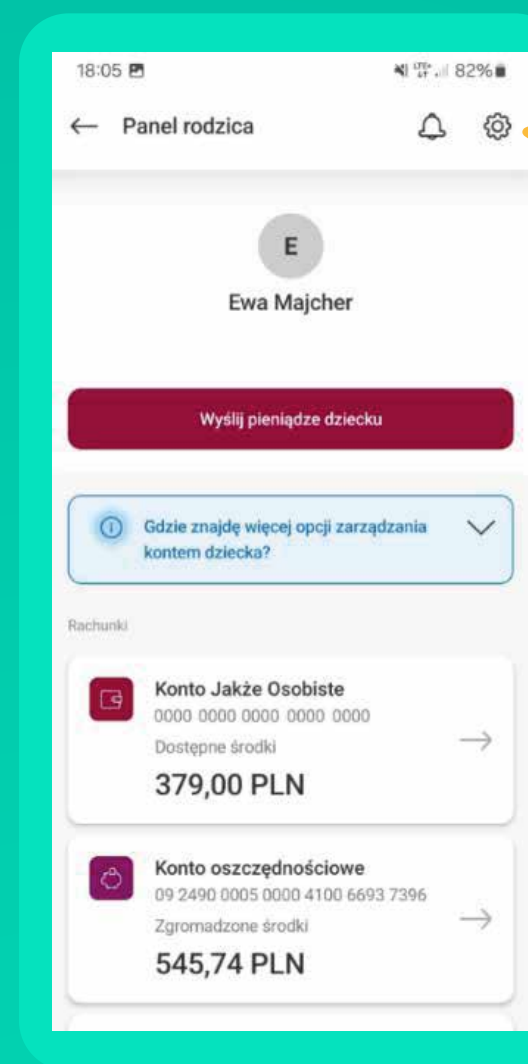 18:05 82%
Panel rodzica
E
Ewa Majcher
Wyślij pieniądze dziecku
Gdzie znajdę więcej opcji zarządzania
kontem dziecka?
Rachunki
Konto Jakże Osobiste
0000 0000 0000 0000 0000
Dostępne środki
379,00 PLN
Konto oszczędnościowe
09 2490 0005 0000 4100 6693 7396
Zgromadzone środki
545,74 PLN